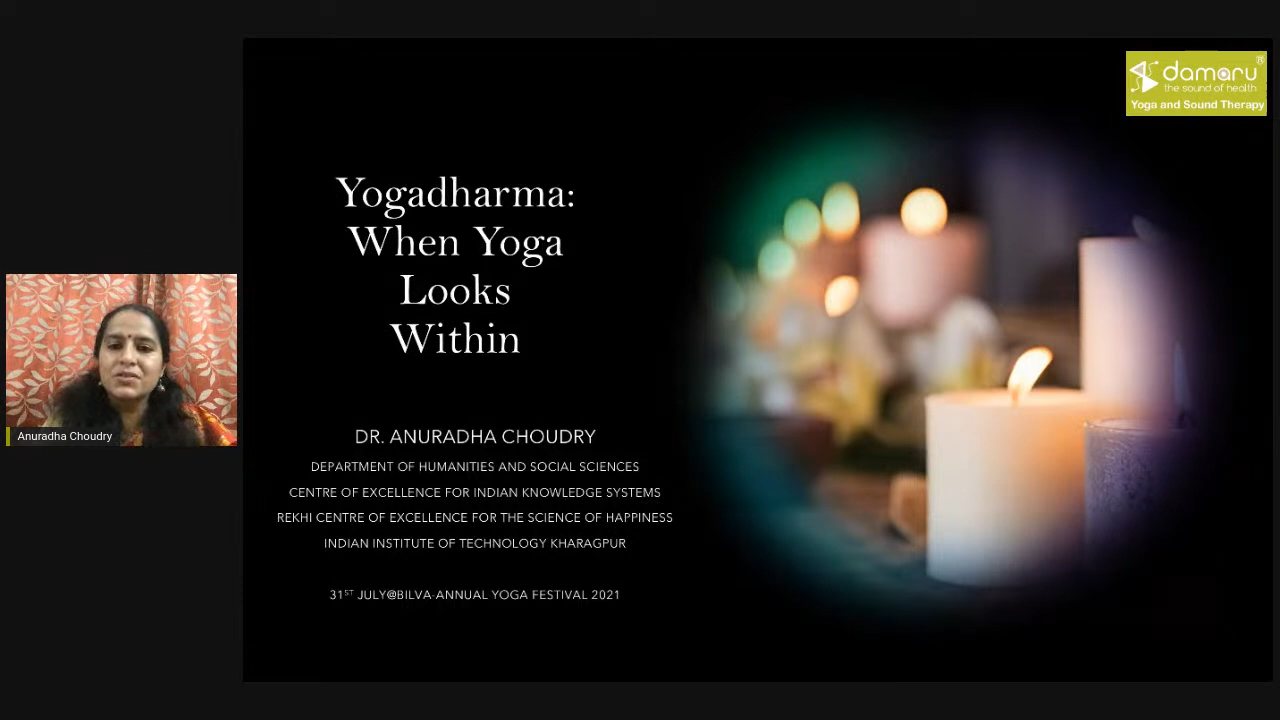 damaru®
the sound of health
Yoga and Sound Therapy
Yogadharma:
When Yoga
Looks
Within
DR. ANURADHA CHOUDRY
DEPARTMENT OF HUMANITIES AND SOCIAL SCIENCES
CENTRE OF EXCELLENCE FOR INDIAN KNOWLEDGE SYSTEMS
REKHI CENTRE OF EXCELLENCE FOR THE SCIENCE OF HAPPINESS
INDIAN INSTITUTE OF TECHNOLOGY KHARAGPUR
31ST JULY@BILVA-ANNUAL YOGA FESTIVAL 2021
Anuradha Choudry